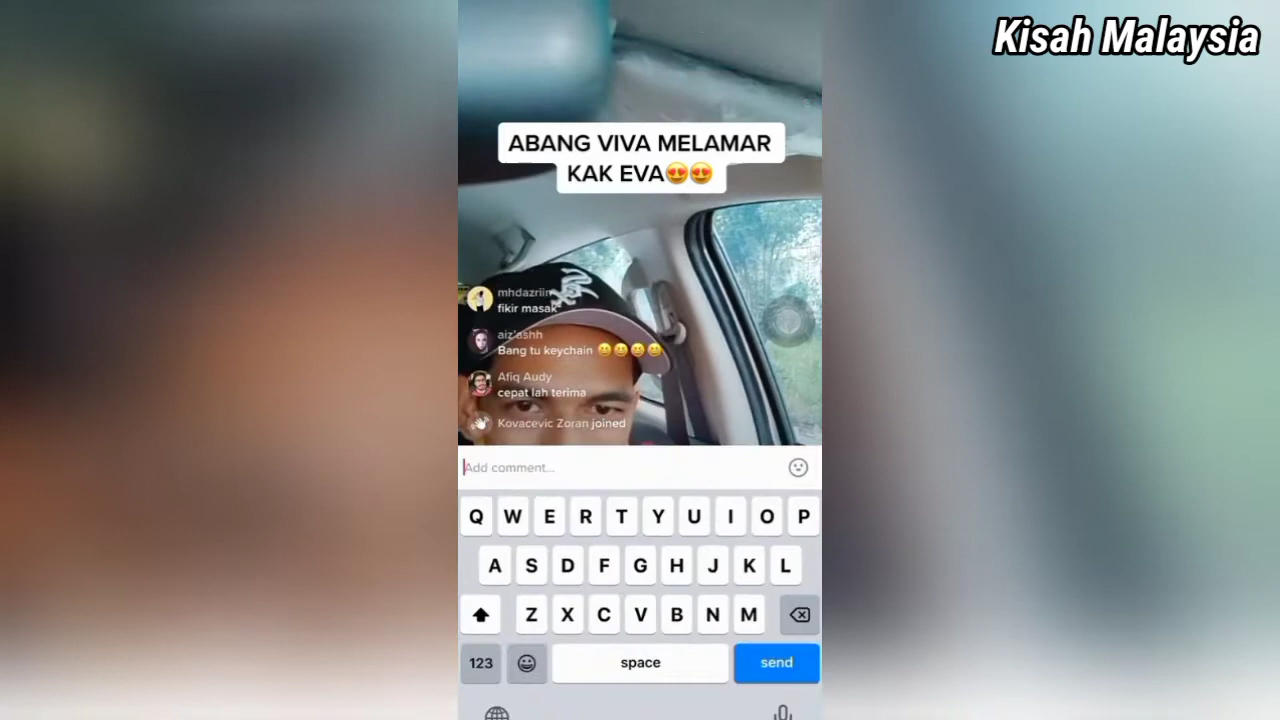 Kisah Malaysia
ABANG VIVA MELAMAR
KAK EVA😍😍
mhdazriin
fikir masak"
aiz'ashh
Bang tu keychain 😀😀😀😀
Afiq Audy
cepat lah terima
Kovacevic Zoran joined
Add comment...
Q W E R T Y U I O P
A S D F G H J K L
Z X C V B N M
123 space send